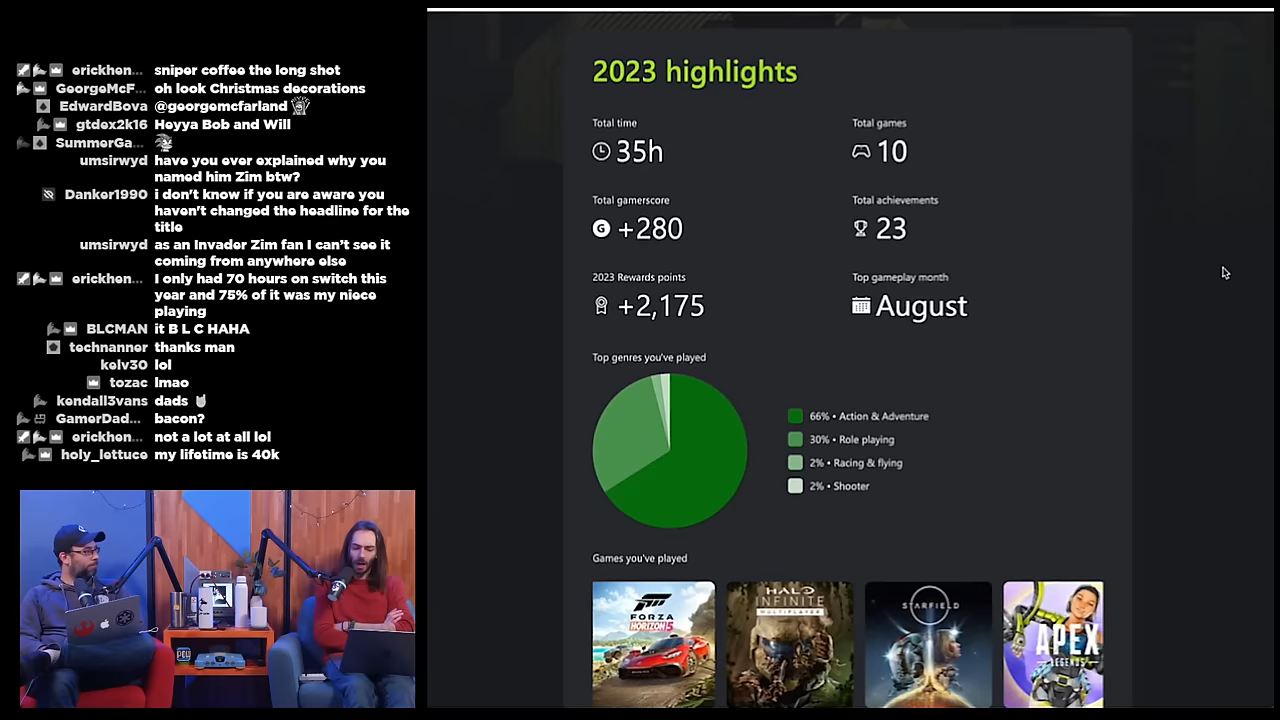 erickhen... sniper coffee the long shot
GeorgeMcF... oh look Christmas decorations
EdwardBova @georgemcfarland
gtdex2k16 Heyya Bob and Will
SummerGa...
umsirwyd have you ever explained why you
named him Zim btw?
Danker1990 i don't know if you are aware you
haven't changed the headline for the
title
umsirwyd as an Invader Zim fan I can't see it
coming from anywhere else
erickhen... I only had 70 hours on switch this
year and 75% of it was my niece
playing
BLCMAN it B L C HAHA
technanner thanks man
kelv30 lol
tozac lmao
kendall3vans dads
GamerDad... bacon?
erickhen... not a lot at all lol
holy_lettuce my lifetime is 40k
2023 highlights
Total time
35h
Total games
10
Total gamerscore
G +280
Total achievements
23
2023 Rewards points
+2,175
Top gameplay month
August
Top genres you've played
66% • Action & Adventure
30% • Role playing
2% • Racing & flying
2% • Shooter
Games you've played
FORZA
HORIZON 5
HALO
INFINITE
MULTIPLAYER
STARFIELD
APEX
LEGENDS